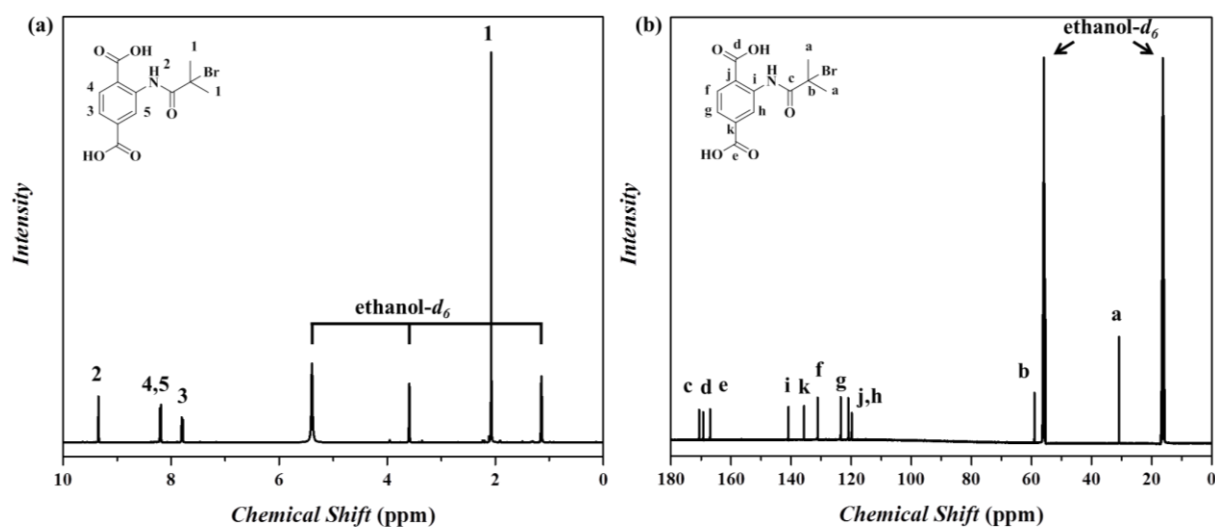 (a)
1
O
OH
2
1
H
N
Br
4
1
3
5
O
HO
O
ethanol-d₆
2
4,5
3
Intensity
10
8
6
4
2
0
Chemical Shift (ppm)
(b)
ethanol-d₆
d
O
OH
a
H
N
Br
j
i
c
b
f
a
g
h
O
k
HO
O
e
a
b
f
c
d
e
i
k
g
j,h
Intensity
180
160
140
120
100
80
60
40
20
0
Chemical Shift (ppm)